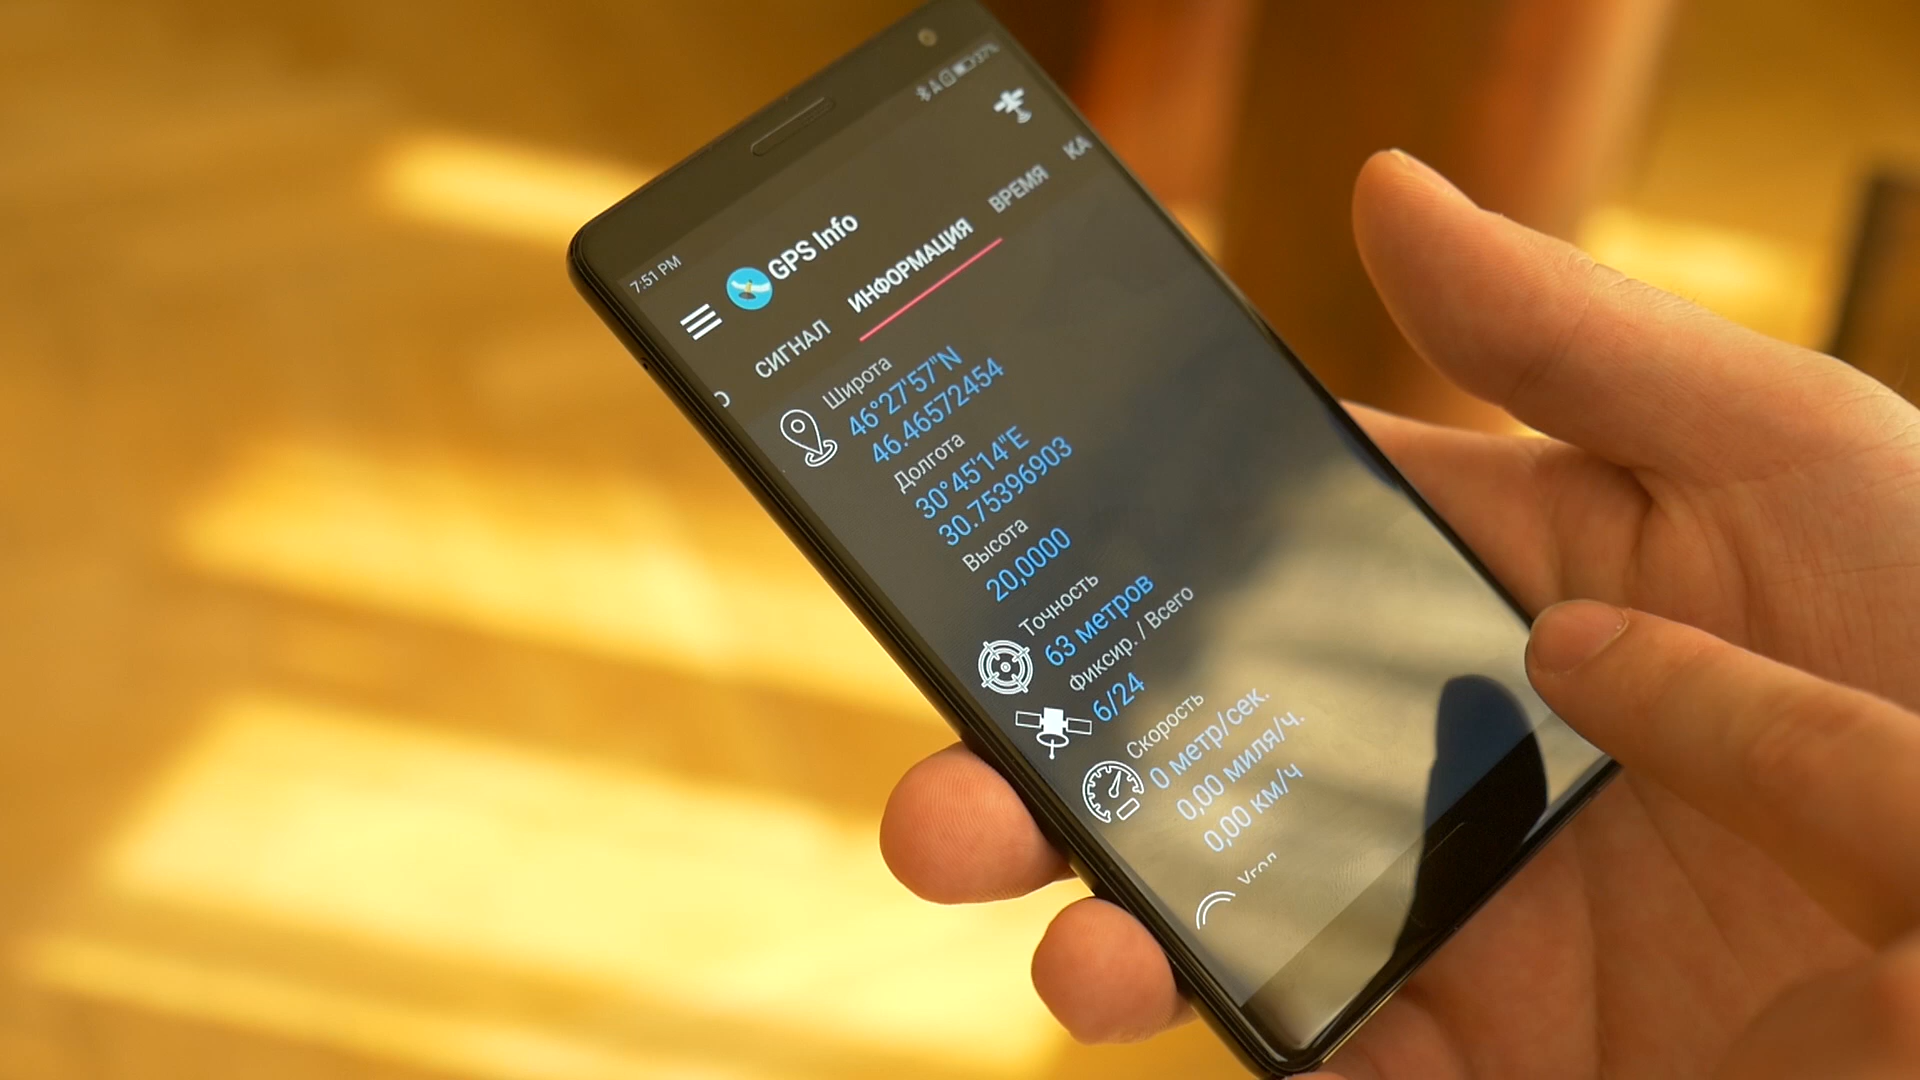 7:51 PM 37%
GPS Info
СИГНАЛ ИНФОРМАЦИЯ ВРЕМЯ КА
Широта
46°27'57"N
46.46572454
Долгота
30°45'14"E
30.75396903
Высота
20,0000
Точность
63 метров
Фиксир. / Всего
6/24
Скорость
0 метр/сек.
0,00 миля/ч.
0,00 км/ч